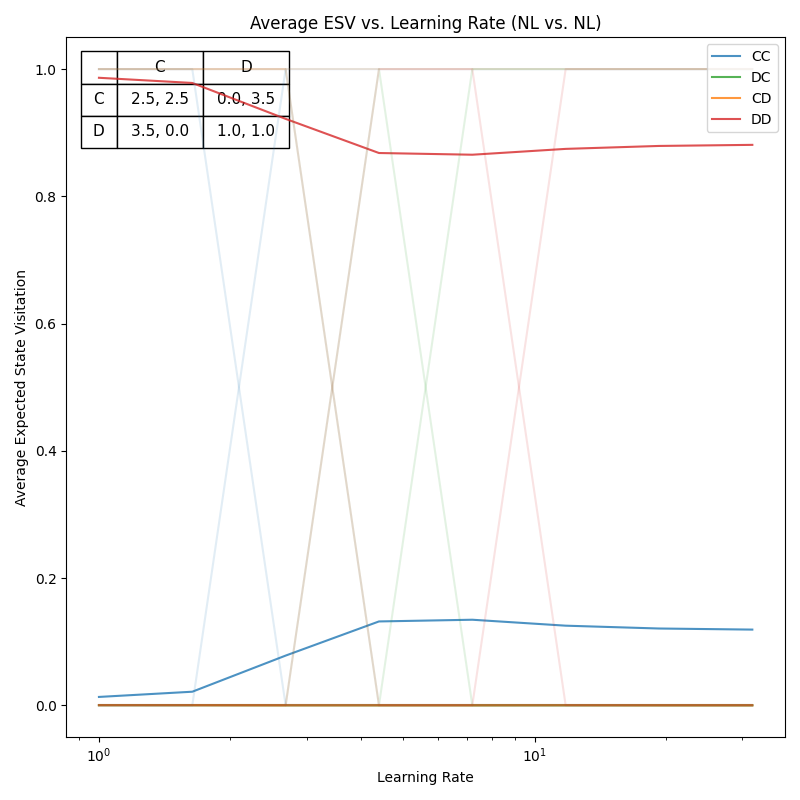 Average ESV vs. Learning Rate (NL vs. NL)
C D
C 2.5, 2.5 0.0, 3.5
D 3.5, 0.0 1.0, 1.0
CC
DC
CD
DD
1.0
0.8
0.6
0.4
0.2
0.0
Average Expected State Visitation
10^0 10^1
Learning Rate